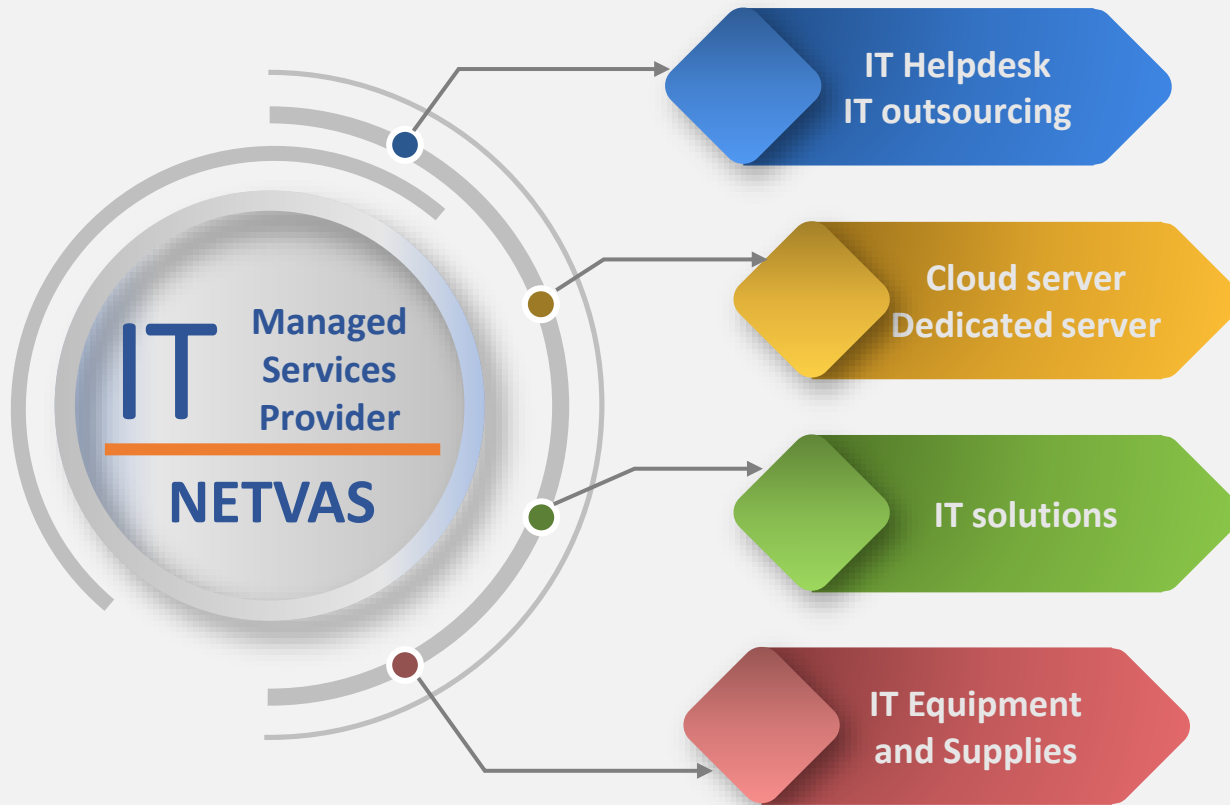 IT
Managed
Services
Provider
NETVAS
IT Helpdesk
IT outsourcing
Cloud server
Dedicated server
IT solutions
IT Equipment
and Supplies